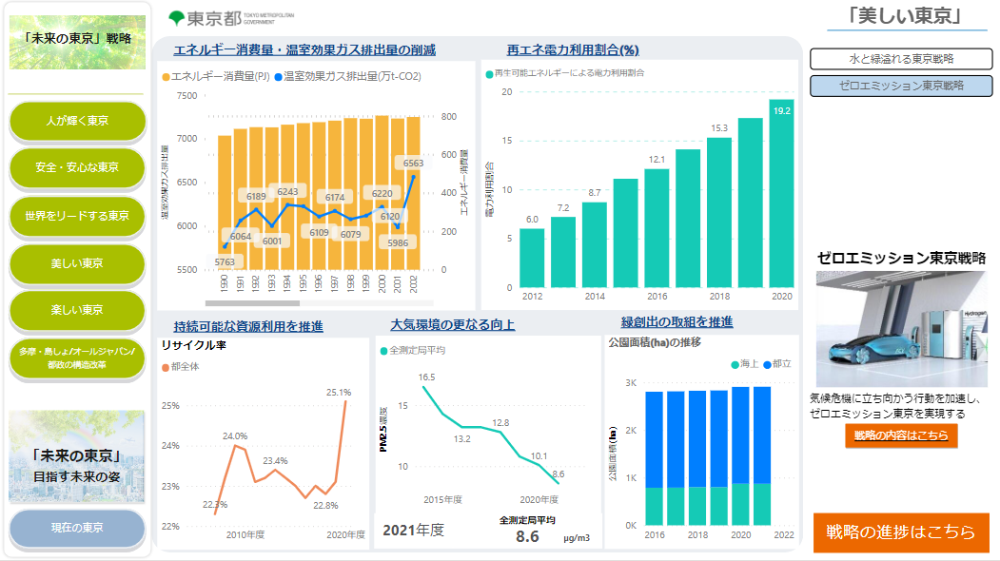 「未来の東京」戦略
人が輝く東京
安全・安心な東京
世界をリードする東京
美しい東京
楽しい東京
多摩・島しょ/オールジャパン/
都政の構造改革
「未来の東京」
目指す未来の姿
現在の東京
東京都 TOKYO METROPOLITAN
GOVERNMENT
エネルギー消費量・温室効果ガス排出量の削減
エネルギー消費量(PJ) 温室効果ガス排出量(万t-CO2)
温室効果ガス排出量
7500
7000
6500
6000
5500
800
600
400
200
0
エネルギー消費量
5763
6064
6189
6001
6243
6109
6174
6079
6220
6120
5986
6563
1990 1991 1992 1993 1994 1995 1996 1997 1998 1999 2000 2001 2002
再エネ電力利用割合(%)
再生可能エネルギーによる電力利用割合
電力利用割合
20
15
10
5
0
6.0
7.2
8.7
12.1
15.3
19.2
2012 2014 2016 2018 2020
持続可能な資源利用を推進
リサイクル率
都全体
25%
24%
23%
22%
22.3%
24.0%
23.4%
22.8%
25.1%
2010年度 2020年度
大気環境の更なる向上
全測定局平均
PM2.5濃度
15
10
16.5
13.2
12.8
10.1
8.6
2015年度 2020年度
2021年度
全測定局平均
8.6 μg/m3
緑創出の取組を推進
公園面積(ha)の推移
海上 都立
公園面積(ha)
3K
2K
1K
0K
2016 2018 2020 2022
「美しい東京」
水と緑溢れる東京戦略
ゼロエミッション東京戦略
ゼロエミッション東京戦略
Hydrogen
気候危機に立ち向かう行動を加速し、
ゼロエミッション東京を実現する
戦略の内容はこちら
戦略の進捗はこちら